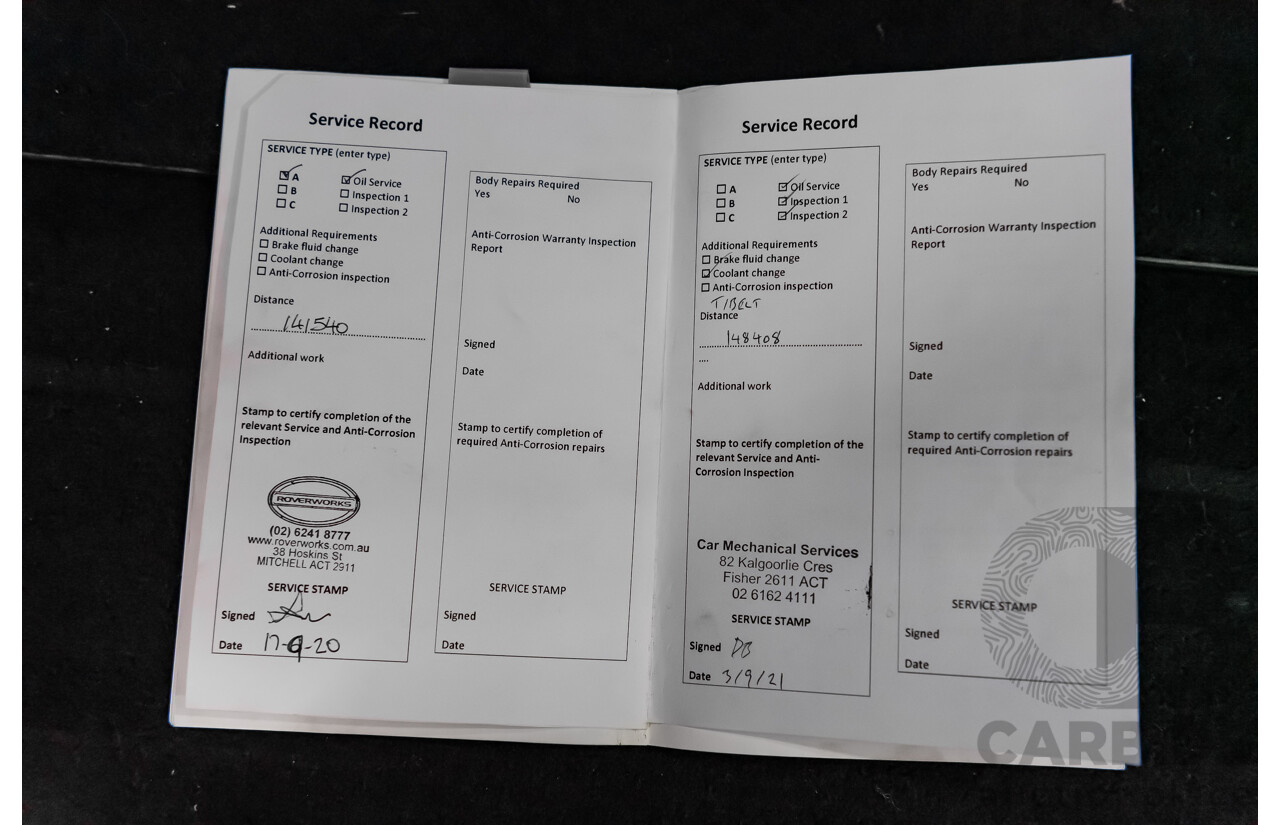 Service Record
SERVICE TYPE (enter type)
A
Oil Service
B
Inspection 1
C
Inspection 2
Additional Requirements
Brake fluid change
Coolant change
Anti-Corrosion inspection
Distance
141540
Additional work
Stamp to certify completion of the
relevant Service and Anti-Corrosion
Inspection
ROVERWORKS
(02) 6241 8777
www.roverworks.com.au
38 Hoskins St
MITCHELL ACT 2911
SERVICE STAMP
Signed
Date 17-9-20
Body Repairs Required
Yes No
Anti-Corrosion Warranty Inspection
Report
Signed
Date
Stamp to certify completion of
required Anti-Corrosion repairs
SERVICE STAMP
Signed
Date
Service Record
SERVICE TYPE (enter type)
A
Oil Service
B
Inspection 1
C
Inspection 2
Additional Requirements
Brake fluid change
Coolant change
Anti-Corrosion inspection
T/BELT
Distance
148408
....
Additional work
Stamp to certify completion of the
relevant Service and Anti-
Corrosion Inspection
Car Mechanical Services
82 Kalgoorlie Cres
Fisher 2611 ACT
02 6162 4111
SERVICE STAMP
Signed DB
Date 3/9/21
Body Repairs Required
Yes No
Anti-Corrosion Warranty Inspection
Report
Signed
Date
Stamp to certify completion of
required Anti-Corrosion repairs
SERVICE STAMP
Signed
Date
CARB